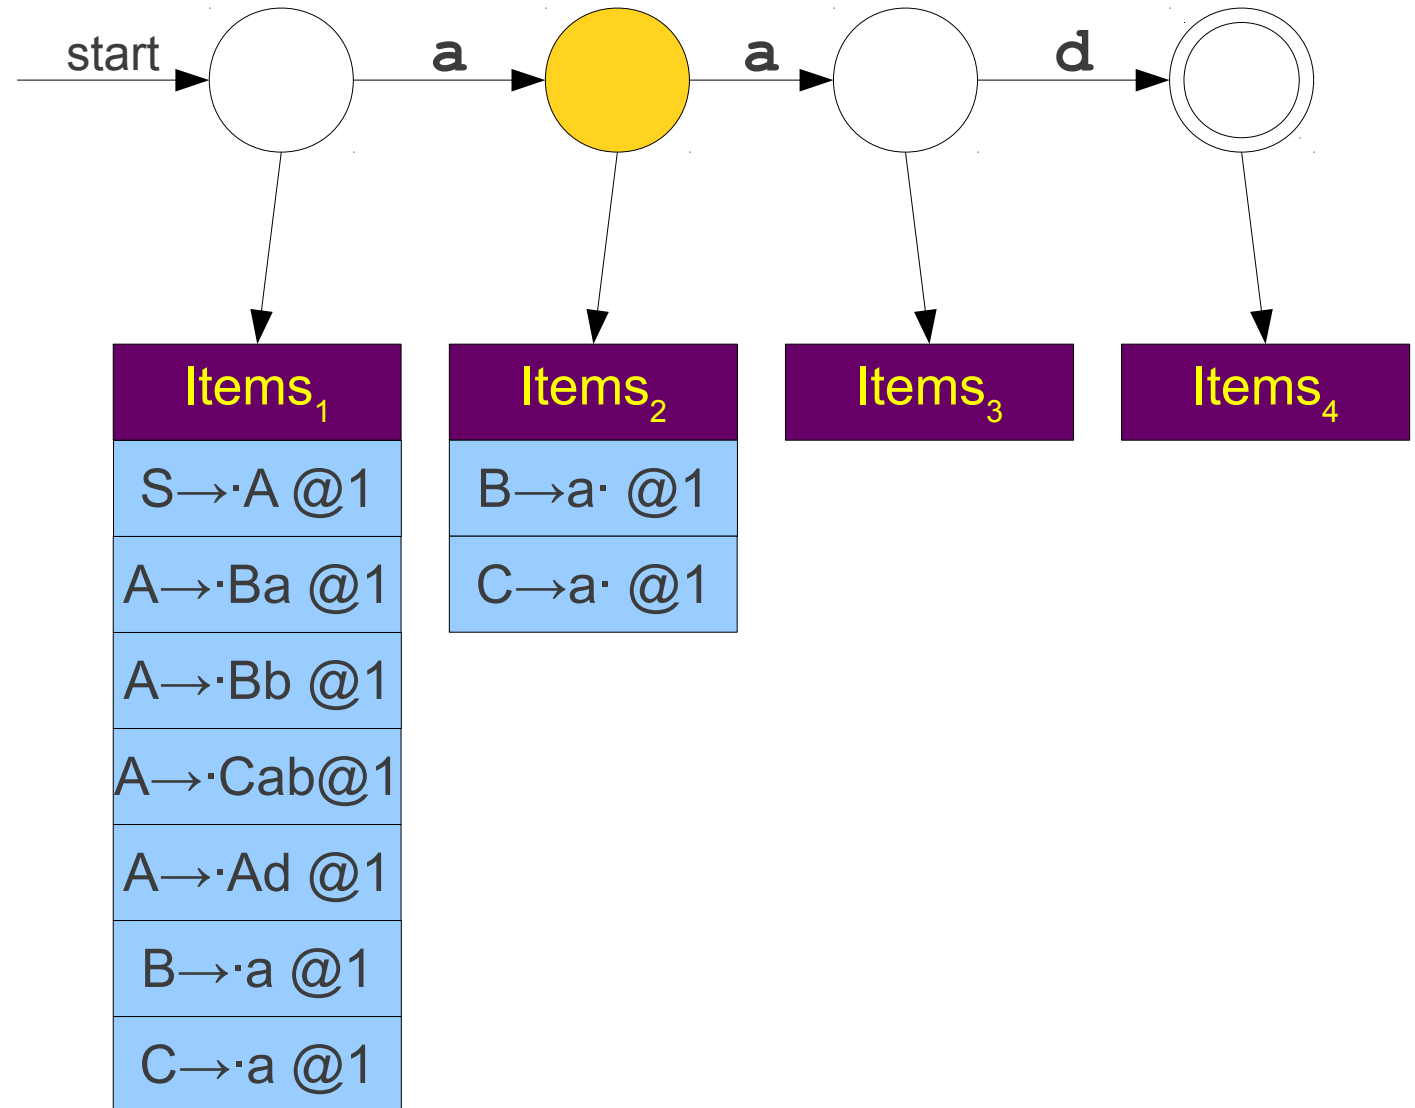 start
a
a
d
Items₁
Items₂
Items₃
Items₄
S→·A @1
B→a· @1
A→·Ba @1
C→a· @1
A→·Bb @1
A→·Cab@1
A→·Ad @1
B→·a @1
C→·a @1